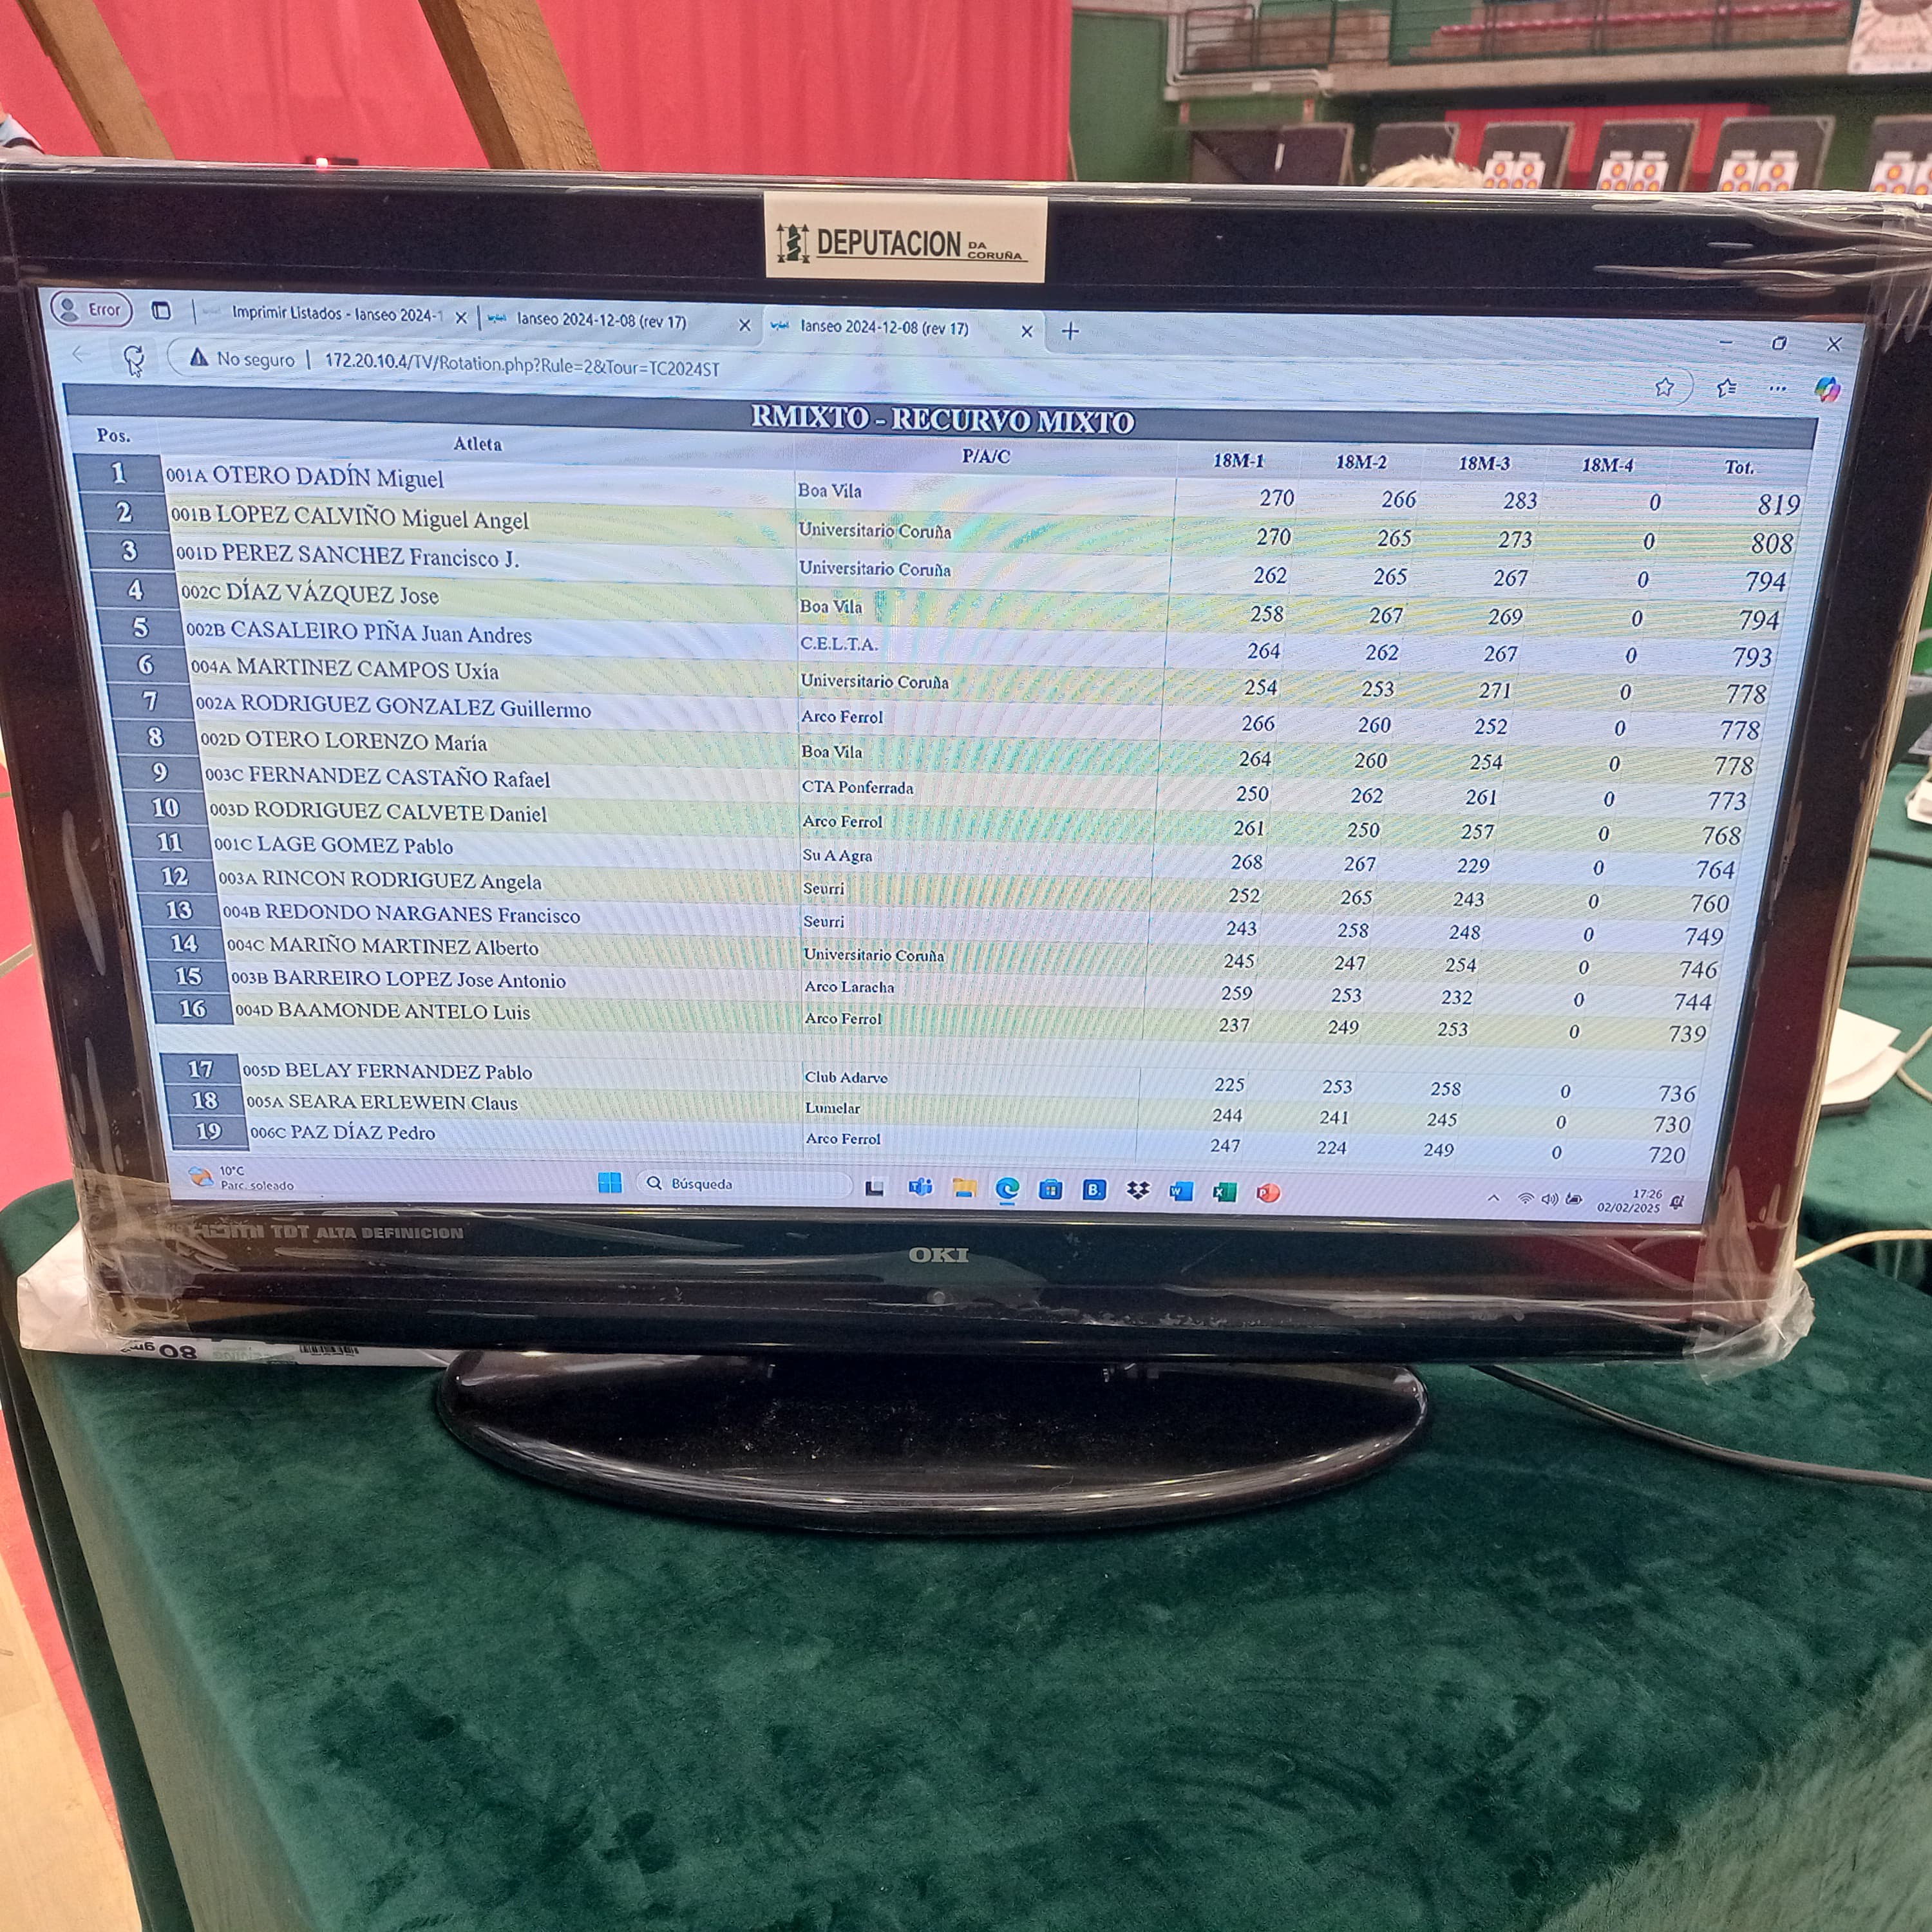 DEPUTACION DA CORUÑA
Error
Imprimir Listados - Ianseo 2024-1
Ianseo 2024-12-08 (rev 17)
Ianseo 2024-12-08 (rev 17)
No seguro | 172.20.10.4/TV/Rotation.php?Rule=2&Tour=TC2024ST
RMIXTO - RECURVO MIXTO
Pos. Atleta P/A/C 18M-1 18M-2 18M-3 18M-4 Tot.
1 001A OTERO DADÍN Miguel Boa Vila 270 266 283 0 819
2 001B LOPEZ CALVIÑO Miguel Angel Universitario Coruña 270 265 273 0 808
3 001D PEREZ SANCHEZ Francisco J. Universitario Coruña 262 265 267 0 794
4 002C DÍAZ VÁZQUEZ Jose Boa Vila 258 267 269 0 794
5 002B CASALEIRO PIÑA Juan Andres C.E.L.T.A. 264 262 267 0 793
6 004A MARTINEZ CAMPOS Uxía Universitario Coruña 254 253 271 0 778
7 002A RODRIGUEZ GONZALEZ Guillermo Arco Ferrol 266 260 252 0 778
8 002D OTERO LORENZO María Boa Vila 264 260 254 0 778
9 003C FERNANDEZ CASTAÑO Rafael CTA Ponferrada 250 262 261 0 773
10 003D RODRIGUEZ CALVETE Daniel Arco Ferrol 261 250 257 0 768
11 001C LAGE GOMEZ Pablo Su A Agra 268 267 229 0 764
12 003A RINCON RODRIGUEZ Angela Seurri 252 265 243 0 760
13 004B REDONDO NARGANES Francisco Seurri 243 258 248 0 749
14 004C MARIÑO MARTINEZ Alberto Universitario Coruña 245 247 254 0 746
15 003B BARREIRO LOPEZ Jose Antonio Arco Laracha 259 253 232 0 744
16 004D BAAMONDE ANTELO Luis Arco Ferrol 237 249 253 0 739
17 005D BELAY FERNANDEZ Pablo Club Adarve 225 253 258 0 736
18 005A SEARA ERLEWEIN Claus Lumelar 244 241 245 0 730
19 006C PAZ DÍAZ Pedro Arco Ferrol 247 224 249 0 720
10°C
Parc. soleado
Búsqueda
17:26
02/02/2025
HDMI TDT ALTA DEFINICION
OKI
80